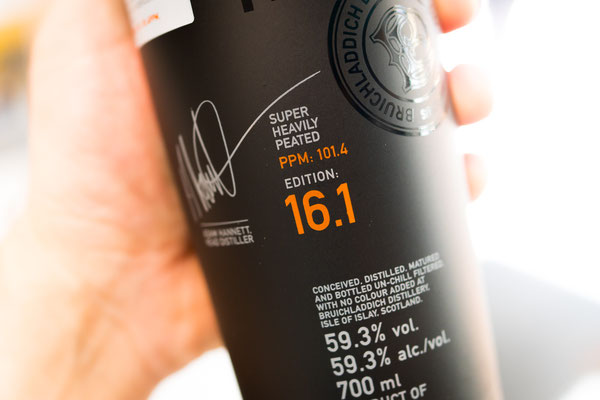 BRUICHLADDICH
SUPER
HEAVILY
PEATED
PPM: 101.4
EDITION:
16.1
ADAM HANNETT,
HEAD DISTILLER
CONCEIVED, DISTILLED, MATURED
AND BOTTLED UN-CHILL FILTERED
WITH NO COLOUR ADDED AT
BRUICHLADDICH DISTILLERY,
ISLE OF ISLAY, SCOTLAND.
59.3% vol.
59.3% alc./vol.
700 ml
PRODUCT OF